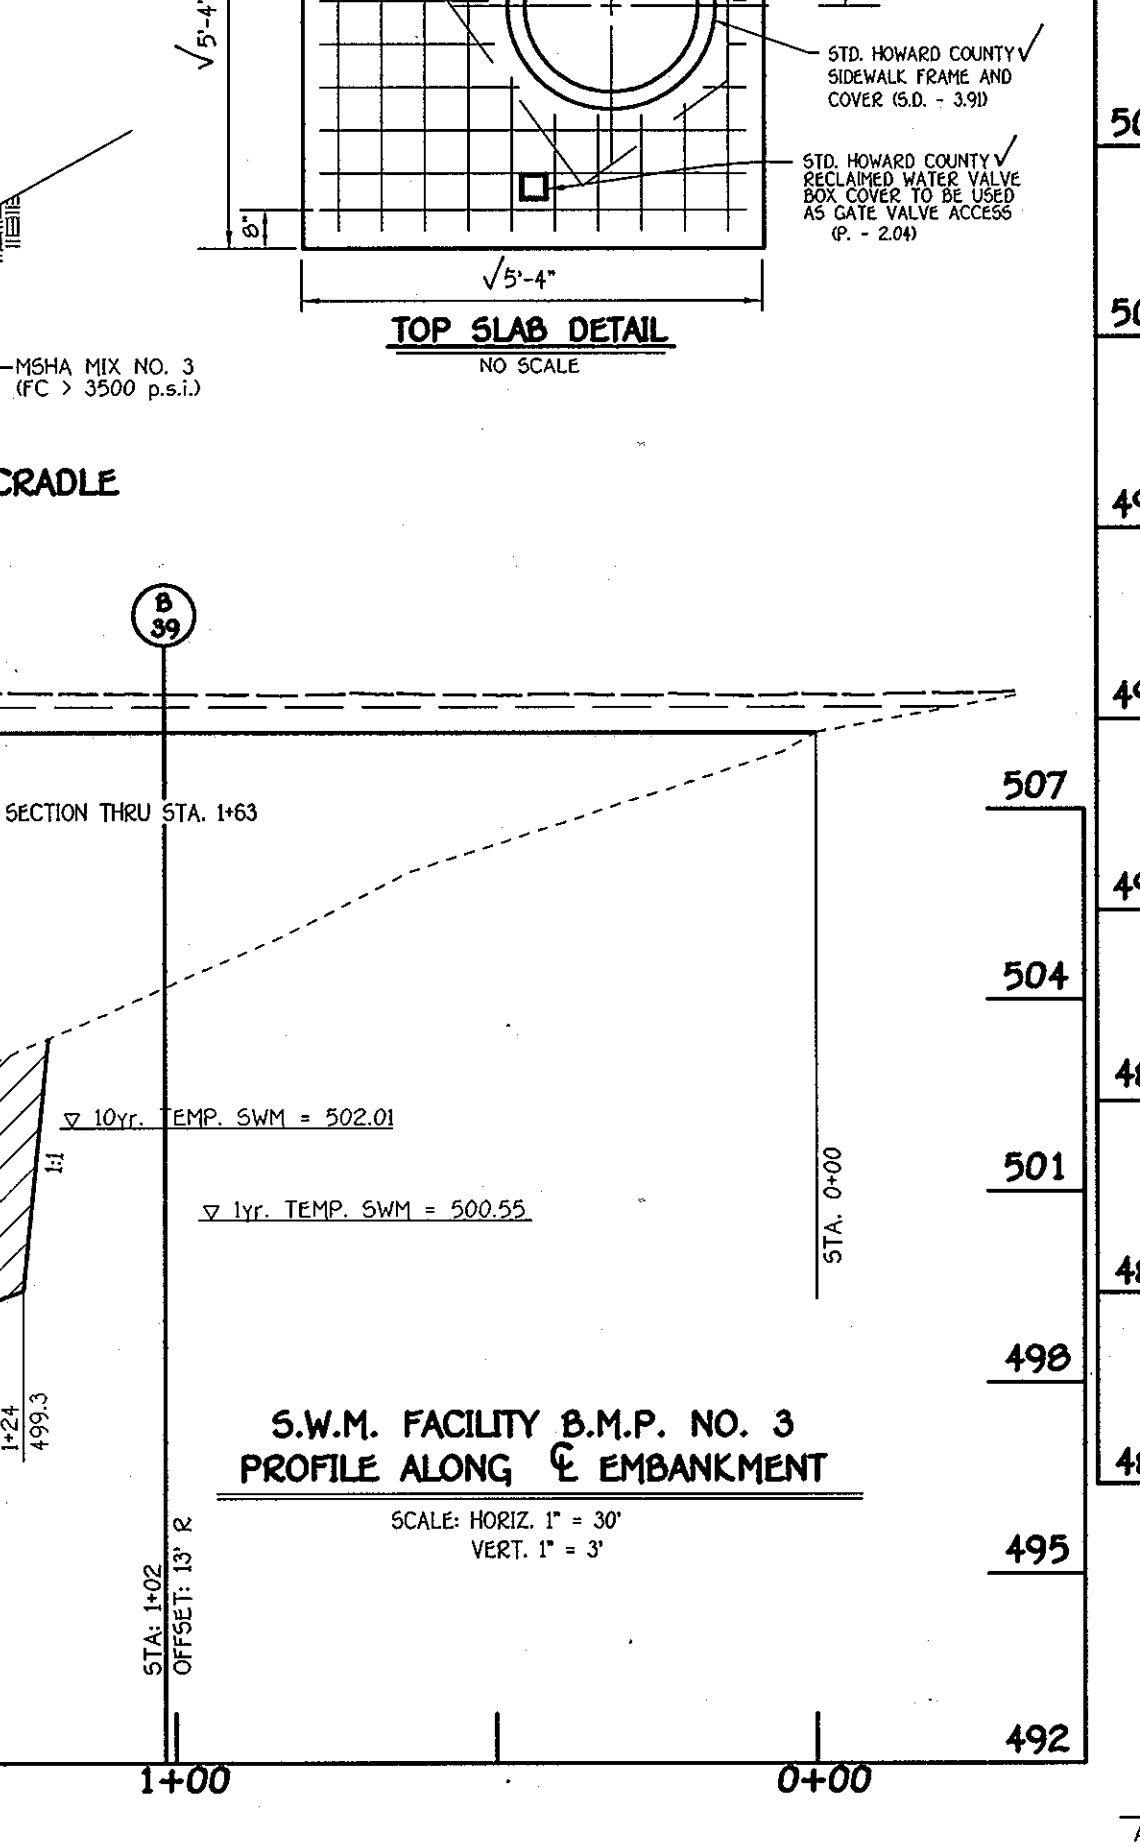 √5'-4"
STD. HOWARD COUNTY √
SIDEWALK FRAME AND
COVER (S.D. - 3.91)
STD. HOWARD COUNTY √
RECLAIMED WATER VALVE
BOX COVER TO BE USED
AS GATE VALVE ACCESS
(P. - 2.04)
8"
√5'-4"
TOP SLAB DETAIL
NO SCALE
MSHA MIX NO. 3
(FC > 3500 p.s.i.)
CRADLE
B
39
SECTION THRU STA. 1+63
507
504
501
498
495
492
10yr. TEMP. SWM = 502.01
1:1
1yr. TEMP. SWM = 500.55
STA. 0+00
1+24
499.3
S.W.M. FACILITY B.M.P. NO. 3
PROFILE ALONG ℄ EMBANKMENT
SCALE: HORIZ. 1" = 30'
VERT. 1" = 3'
STA: 1+02
OFFSET: 13' R
1+00
0+00